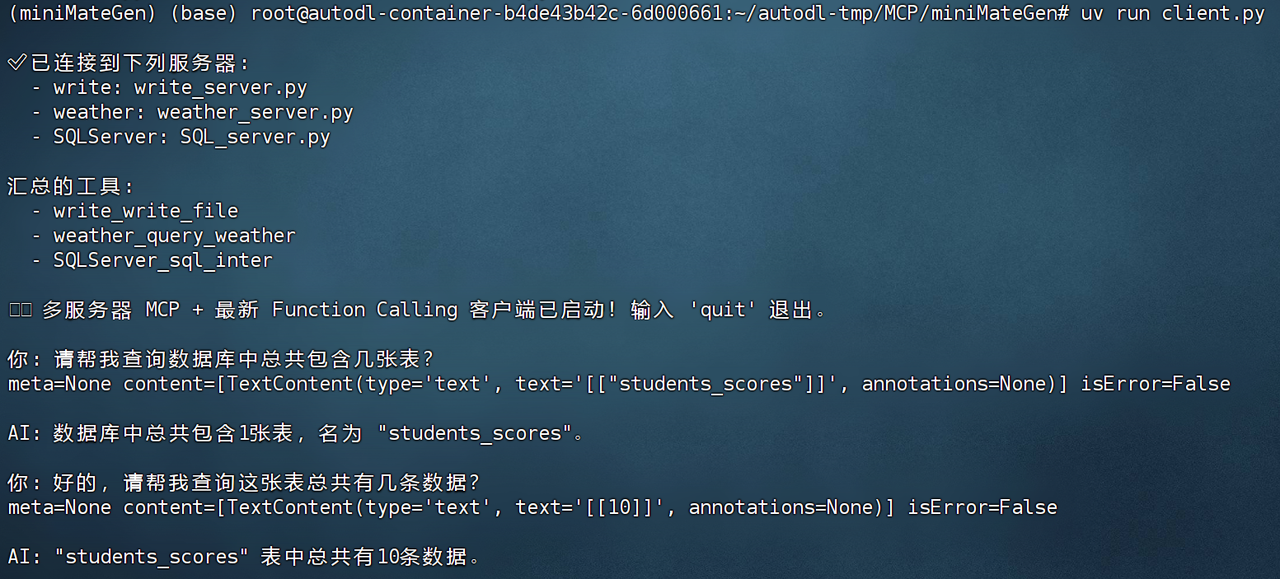 (miniMateGen) (base) root@autodl-container-b4de43b42c-6d000661:~/autodl-tmp/MCP/miniMateGen# uv run client.py
✅已连接到下列服务器:
- write: write_server.py
- weather: weather_server.py
- SQLServer: SQL_server.py
汇总的工具:
- write_write_file
- weather_query_weather
- SQLServer_sql_inter
多服务器 MCP + 最新 Function Calling 客户端已启动! 输入 'quit' 退出。
你: 请帮我查询数据库中总共包含几张表?
meta=None content=[TextContent(type='text', text='[["students_scores"]]', annotations=None)] isError=False
AI: 数据库中总共包含1张表, 名为 "students_scores"。
你: 好的, 请帮我查询这张表总共有几条数据?
meta=None content=[TextContent(type='text', text='[[10]]', annotations=None)] isError=False
AI: "students_scores" 表中总共有10条数据。